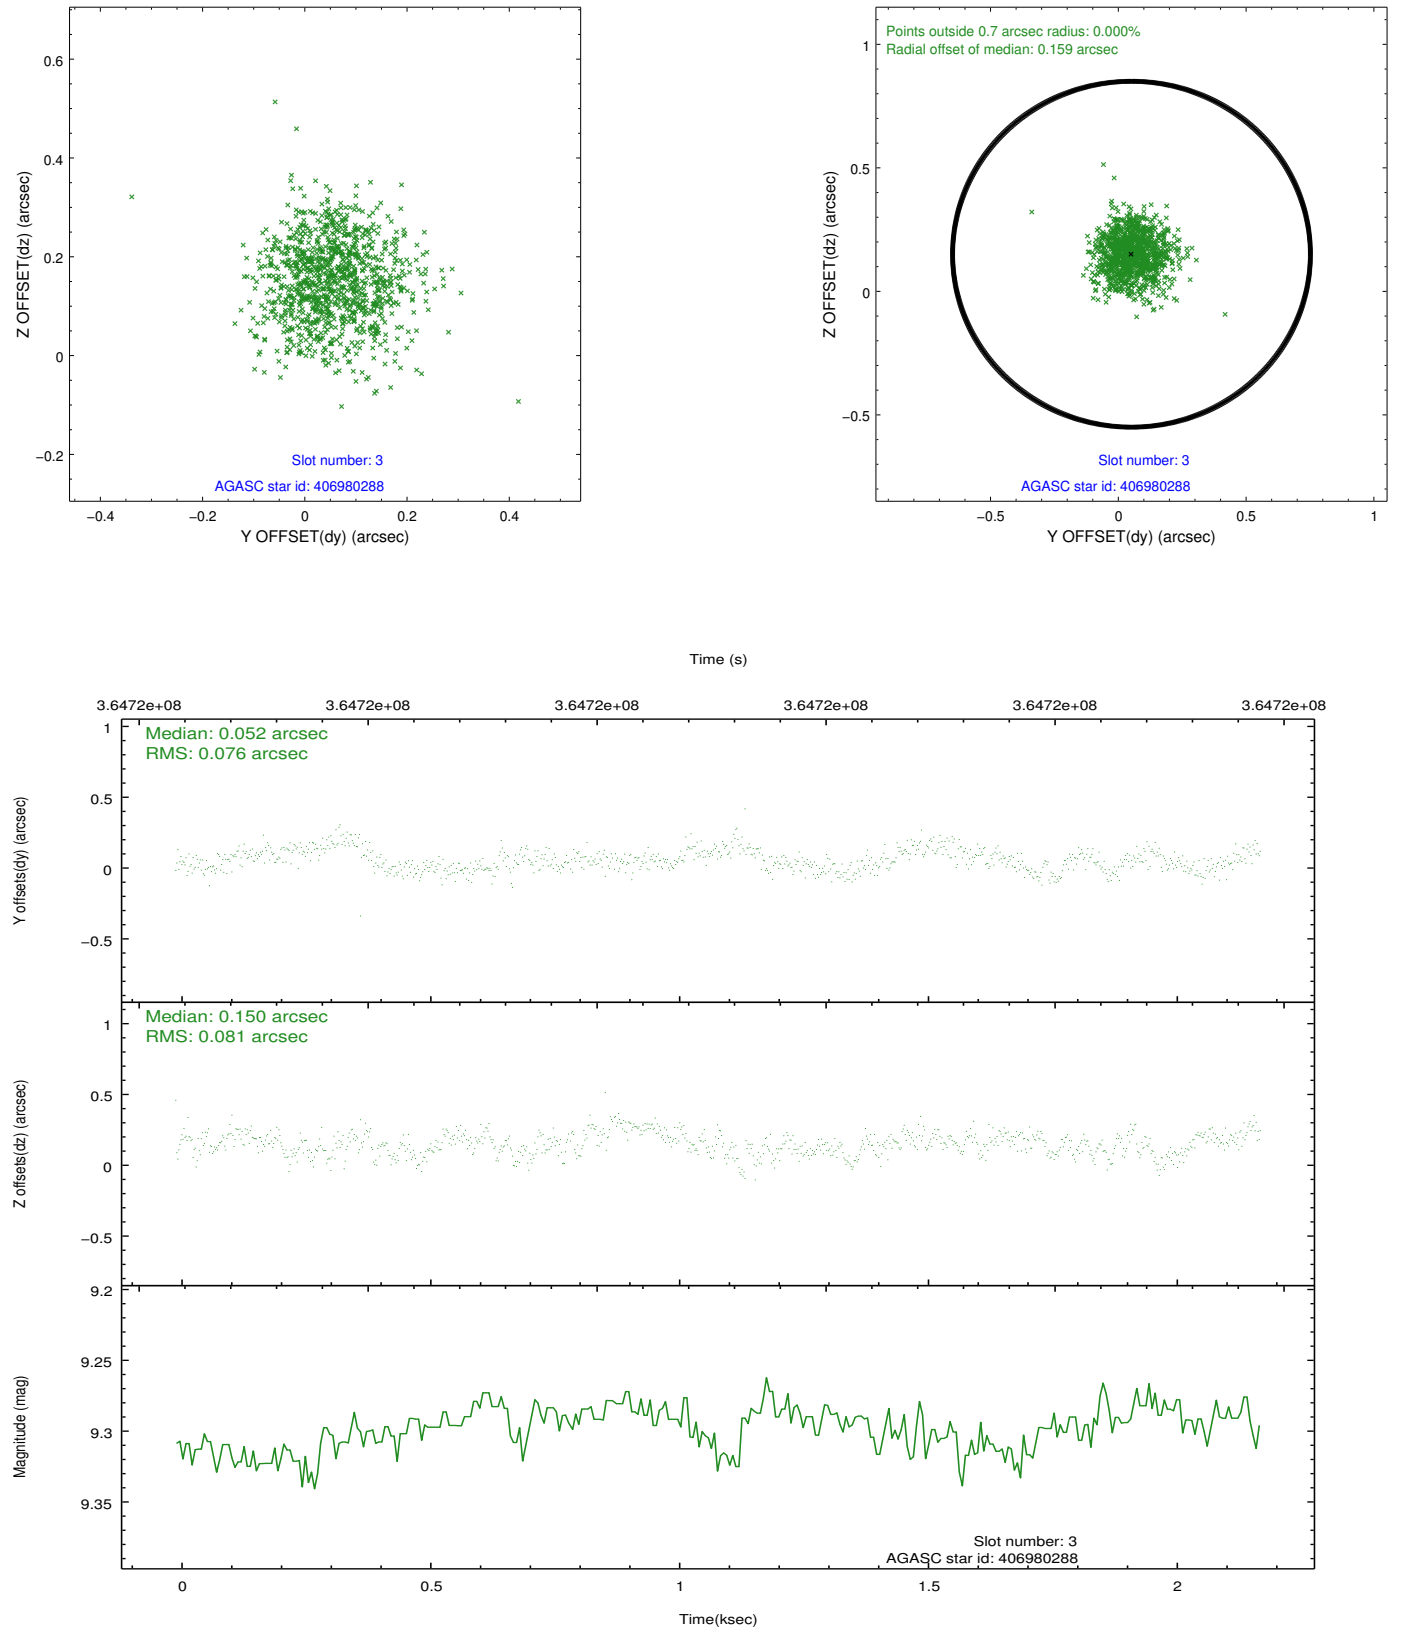 0.6
0.4
0.2
0
−0.2
Z OFFSET(dz) (arcsec)
Slot number: 3
AGASC star id: 406980288
−0.4 −0.2 0 0.2 0.4
Y OFFSET(dy) (arcsec)
Points outside 0.7 arcsec radius: 0.000%
Radial offset of median: 0.159 arcsec
1
0.5
0
−0.5
Z OFFSET(dz) (arcsec)
Slot number: 3
AGASC star id: 406980288
−0.5 0 0.5 1
Y OFFSET(dy) (arcsec)
Time (s)
3.6472e+08 3.6472e+08 3.6472e+08 3.6472e+08 3.6472e+08 3.6472e+08
Median: 0.052 arcsec
RMS: 0.076 arcsec
1
0.5
0
−0.5
Y offsets(dy) (arcsec)
Median: 0.150 arcsec
RMS: 0.081 arcsec
1
0.5
0
−0.5
Z offsets(dz) (arcsec)
9.2
9.25
9.3
9.35
Magnitude (mag)
Slot number: 3
AGASC star id: 406980288
0 0.5 1 1.5 2
Time(ksec)